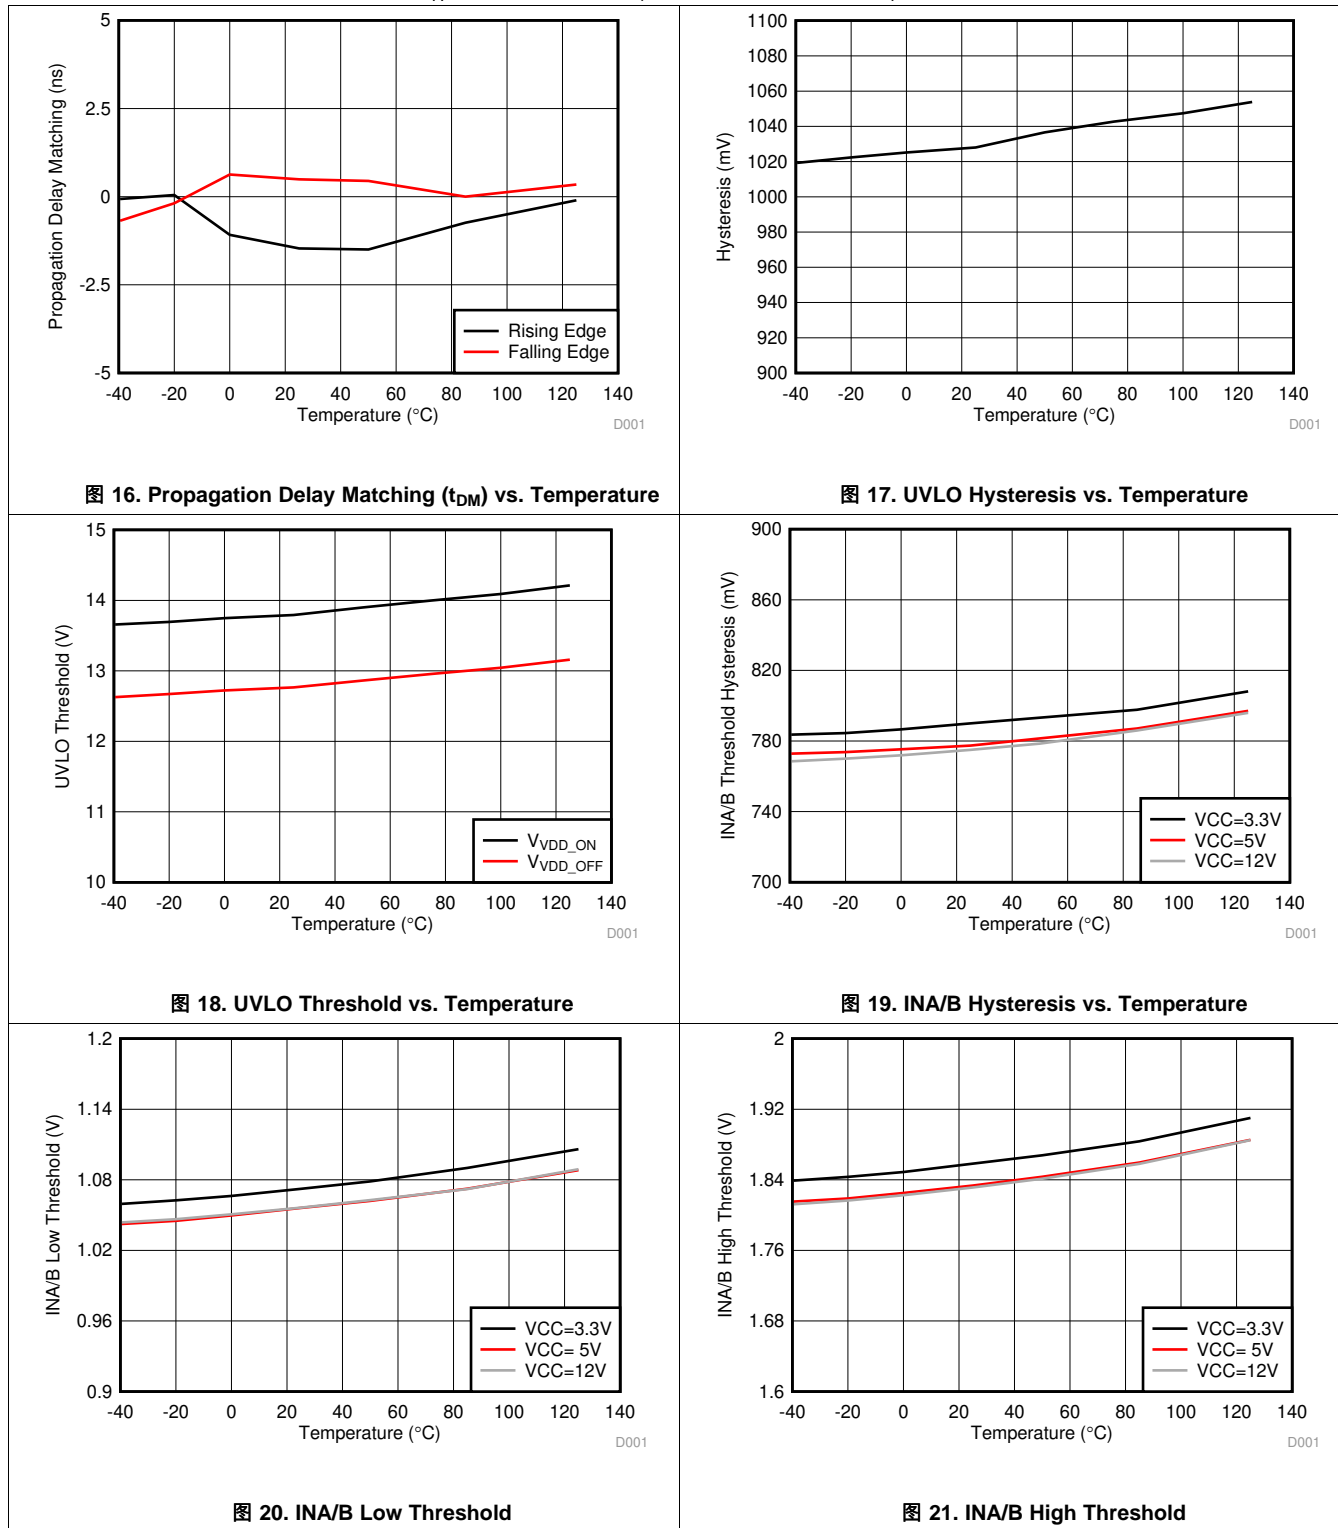 5
2.5
0
-2.5
-5
Propagation Delay Matching (ns)
Rising Edge
Falling Edge
-40 -20 0 20 40 60 80 100 120 140
Temperature (°C)
D001
图 16. Propagation Delay Matching (tDM) vs. Temperature
1100
1080
1060
1040
1020
1000
980
960
940
920
900
Hysteresis (mV)
-40 -20 0 20 40 60 80 100 120 140
Temperature (°C)
D001
图 17. UVLO Hysteresis vs. Temperature
15
14
13
12
11
10
UVLO Threshold (V)
VVDD_ON
VVDD_OFF
-40 -20 0 20 40 60 80 100 120 140
Temperature (°C)
D001
图 18. UVLO Threshold vs. Temperature
900
860
820
780
740
700
INA/B Threshold Hysteresis (mV)
VCC=3.3V
VCC=5V
VCC=12V
-40 -20 0 20 40 60 80 100 120 140
Temperature (°C)
D001
图 19. INA/B Hysteresis vs. Temperature
1.2
1.14
1.08
1.02
0.96
0.9
INA/B Low Threshold (V)
VCC=3.3V
VCC= 5V
VCC=12V
-40 -20 0 20 40 60 80 100 120 140
Temperature (°C)
D001
图 20. INA/B Low Threshold
2
1.92
1.84
1.76
1.68
1.6
INA/B High Threshold (V)
VCC=3.3V
VCC= 5V
VCC=12V
-40 -20 0 20 40 60 80 100 120 140
Temperature (°C)
D001
图 21. INA/B High Threshold